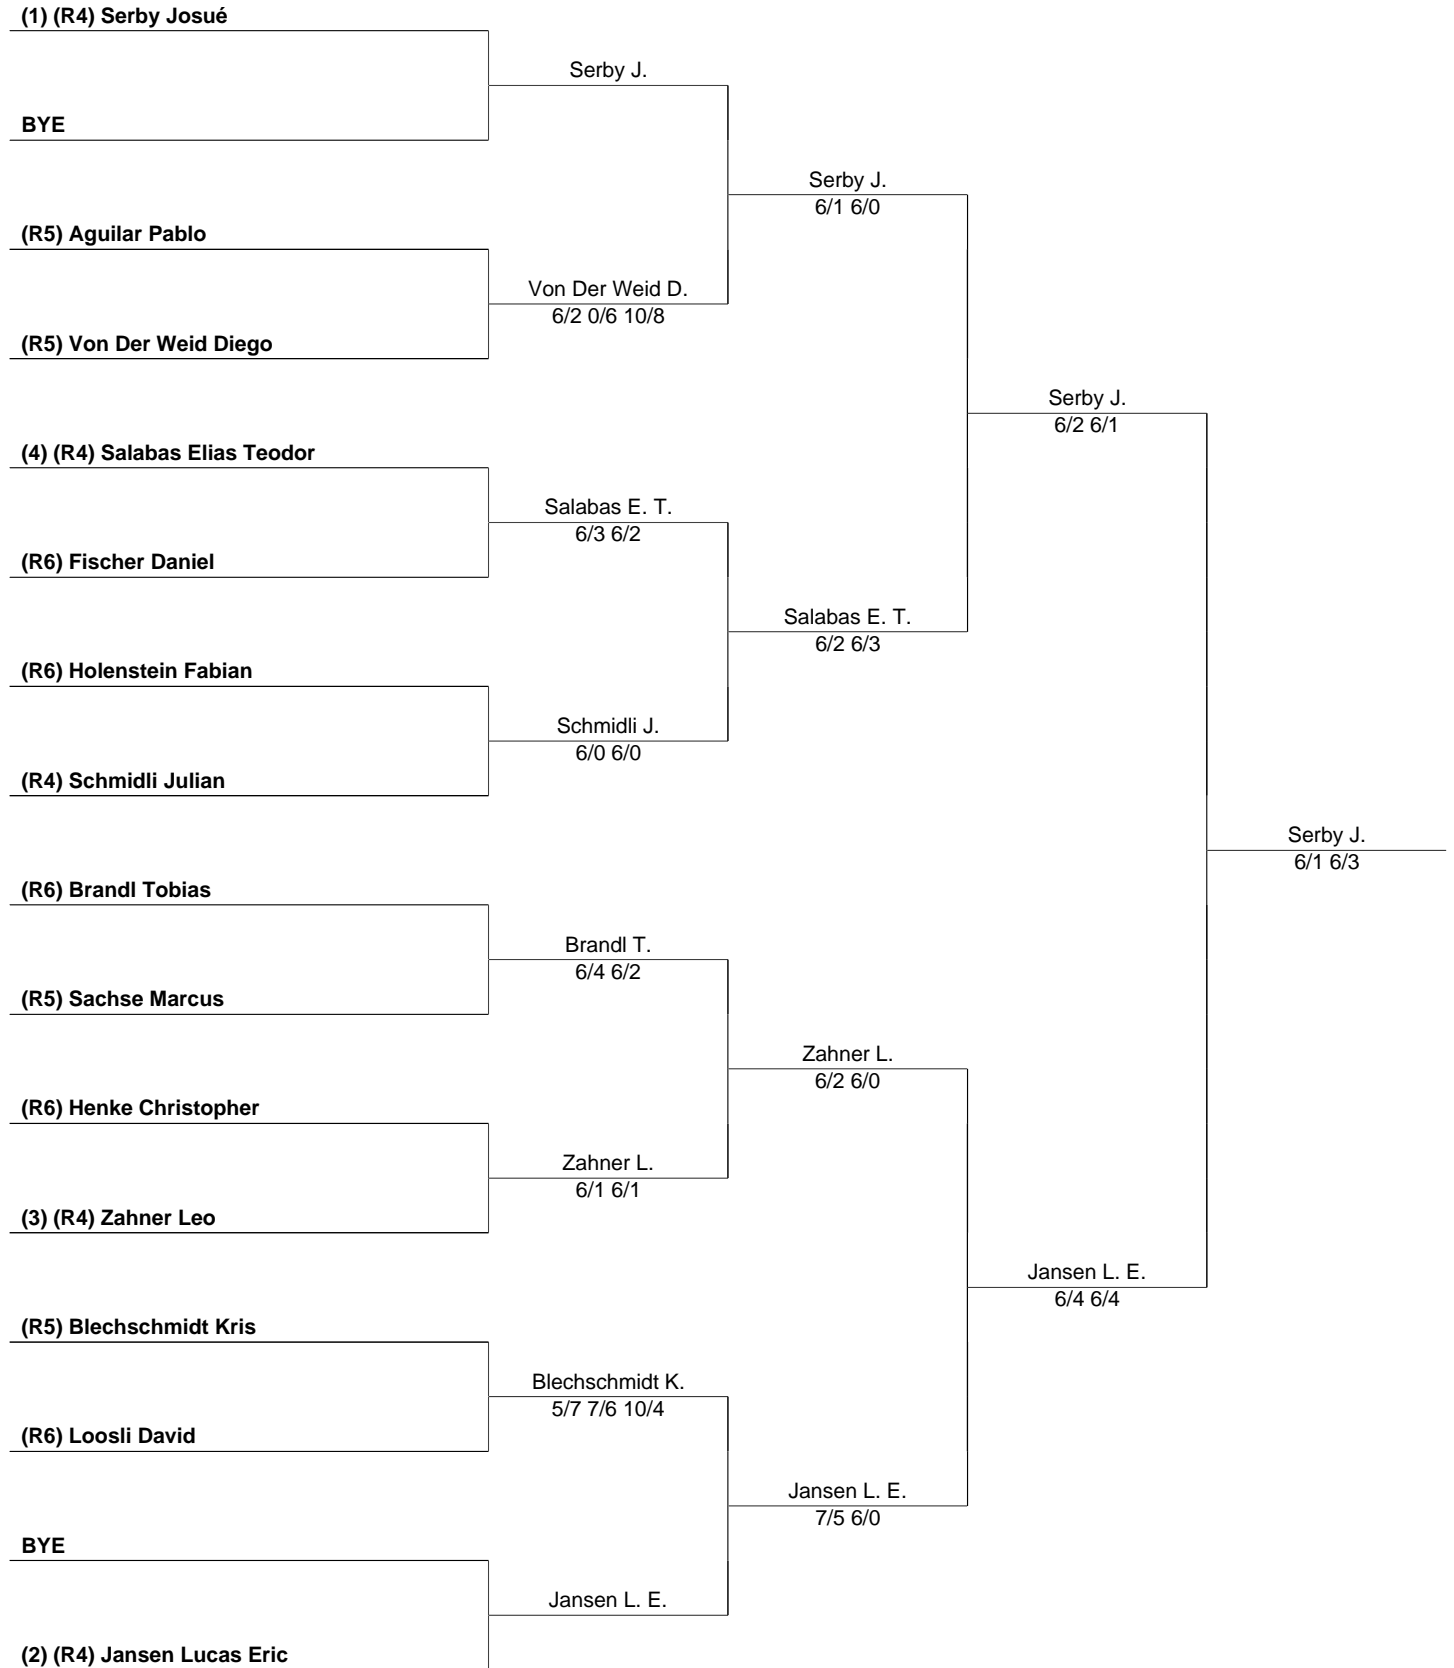 (1) (R4) Serby Josué
Serby J.
BYE
Serby J.
6/1 6/0
(R5) Aguilar Pablo
Von Der Weid D.
6/2 0/6 10/8
(R5) Von Der Weid Diego
Serby J.
6/2 6/1
(4) (R4) Salabas Elias Teodor
Salabas E. T.
6/3 6/2
(R6) Fischer Daniel
Salabas E. T.
6/2 6/3
(R6) Holenstein Fabian
Schmidli J.
6/0 6/0
(R4) Schmidli Julian
Serby J.
6/1 6/3
(R6) Brandl Tobias
Brandl T.
6/4 6/2
(R5) Sachse Marcus
Zahner L.
6/2 6/0
(R6) Henke Christopher
Zahner L.
6/1 6/1
(3) (R4) Zahner Leo
Jansen L. E.
6/4 6/4
(R5) Blechschmidt Kris
Blechschmidt K.
5/7 7/6 10/4
(R6) Loosli David
Jansen L. E.
7/5 6/0
BYE
Jansen L. E.
(2) (R4) Jansen Lucas Eric